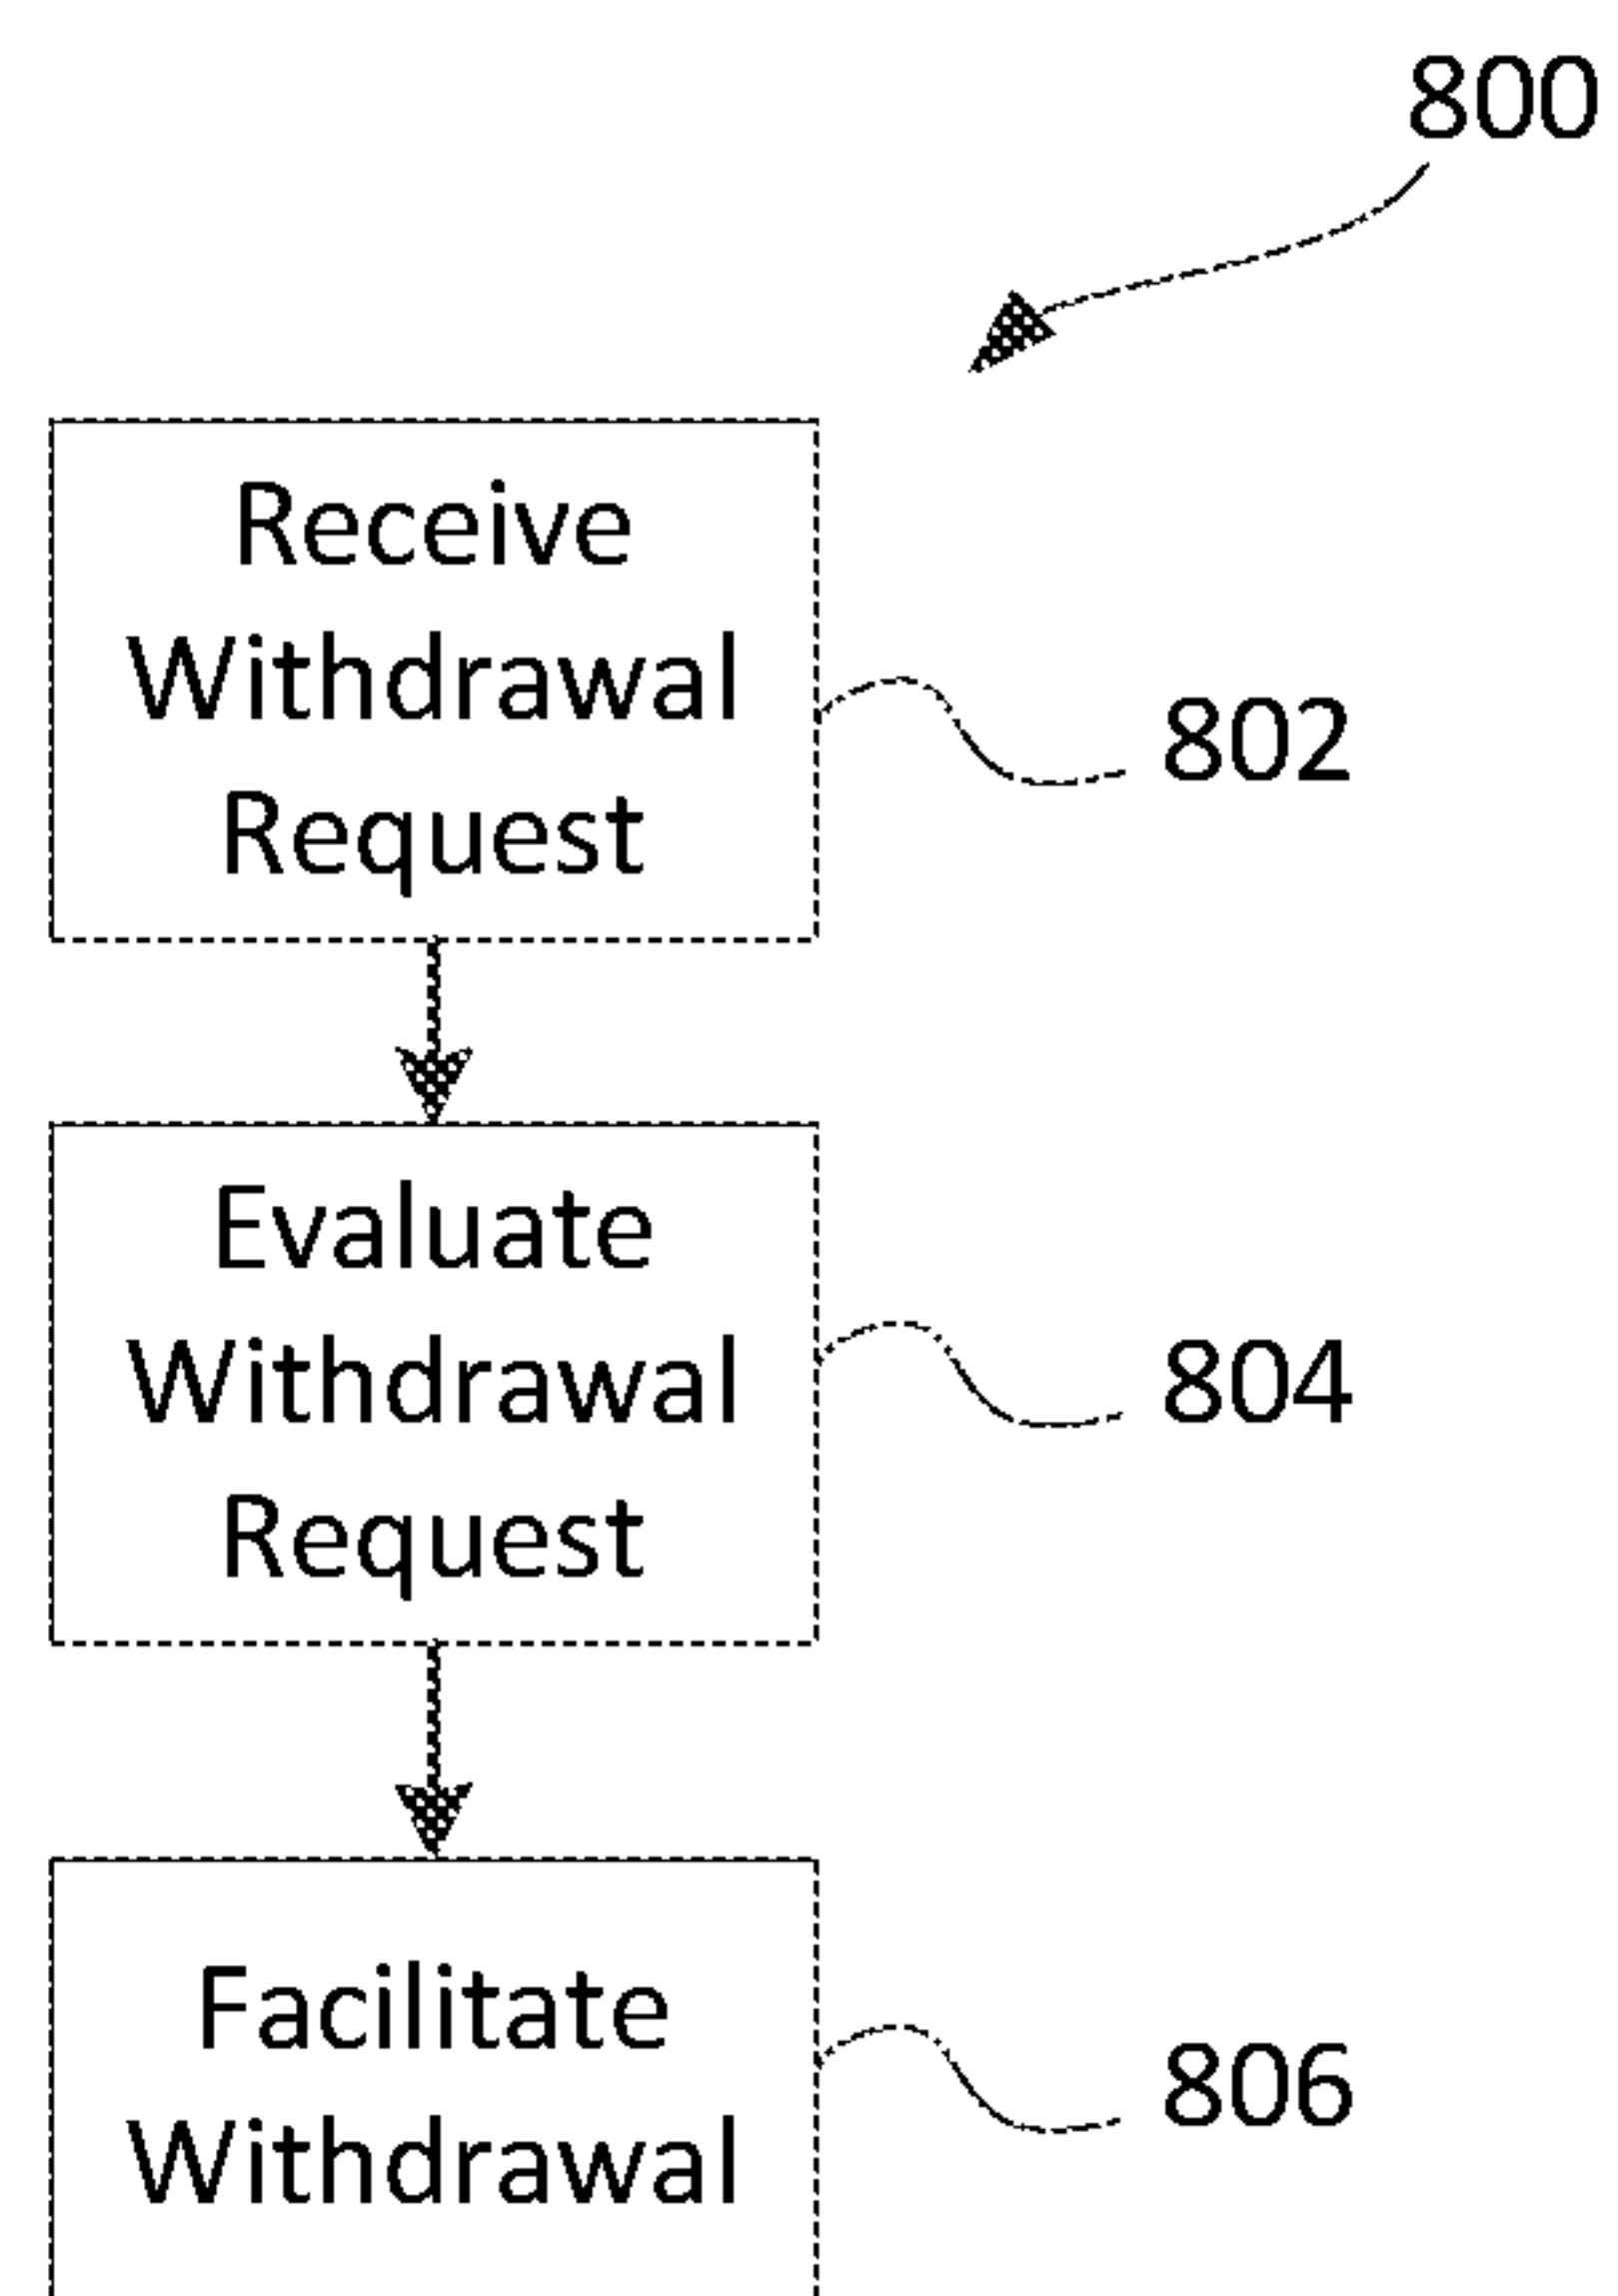 800
Receive
Withdrawal
Request
802
Evaluate
Withdrawal
Request
804
Facilitate
Withdrawal
806